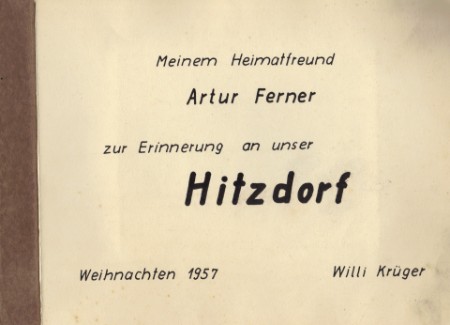 Meinem Heimatfreund
Artur Ferner
zur Erinnerung an unser
Hitzdorf
Weihnachten 1957 Willi Krüger